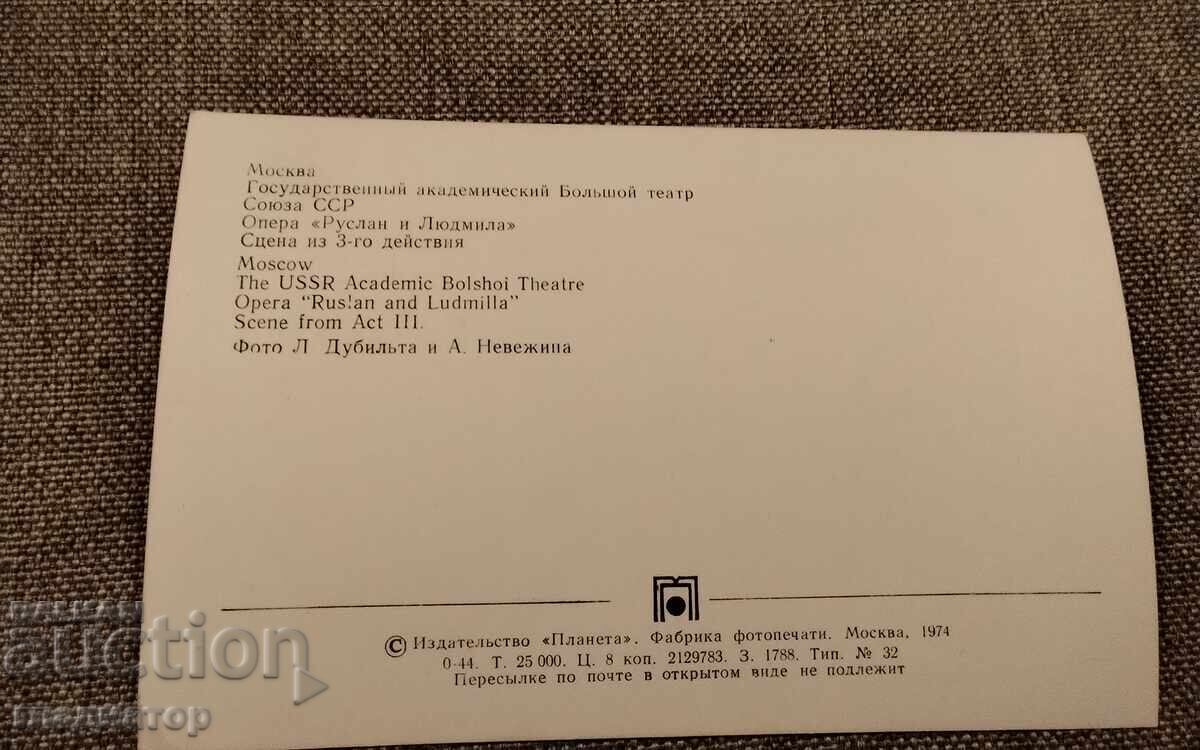 Москва
Государственный академический Большой театр
Союза ССР
Опера «Руслан и Людмила»
Сцена из 3-го действия
Moscow
The USSR Academic Bolshoi Theatre
Opera "Ruslan and Ludmilla"
Scene from Act III.
Фото Л Дубильта и А. Невежина
© Издательство «Планета». Фабрика фотопечати. Москва, 1974
0-44. Т. 25 000. Ц. 8 коп. 2129783. З. 1788. Тип. № 32
Пересылке по почте в открытом виде не подлежит
БАЛКАН
auction
медиатор